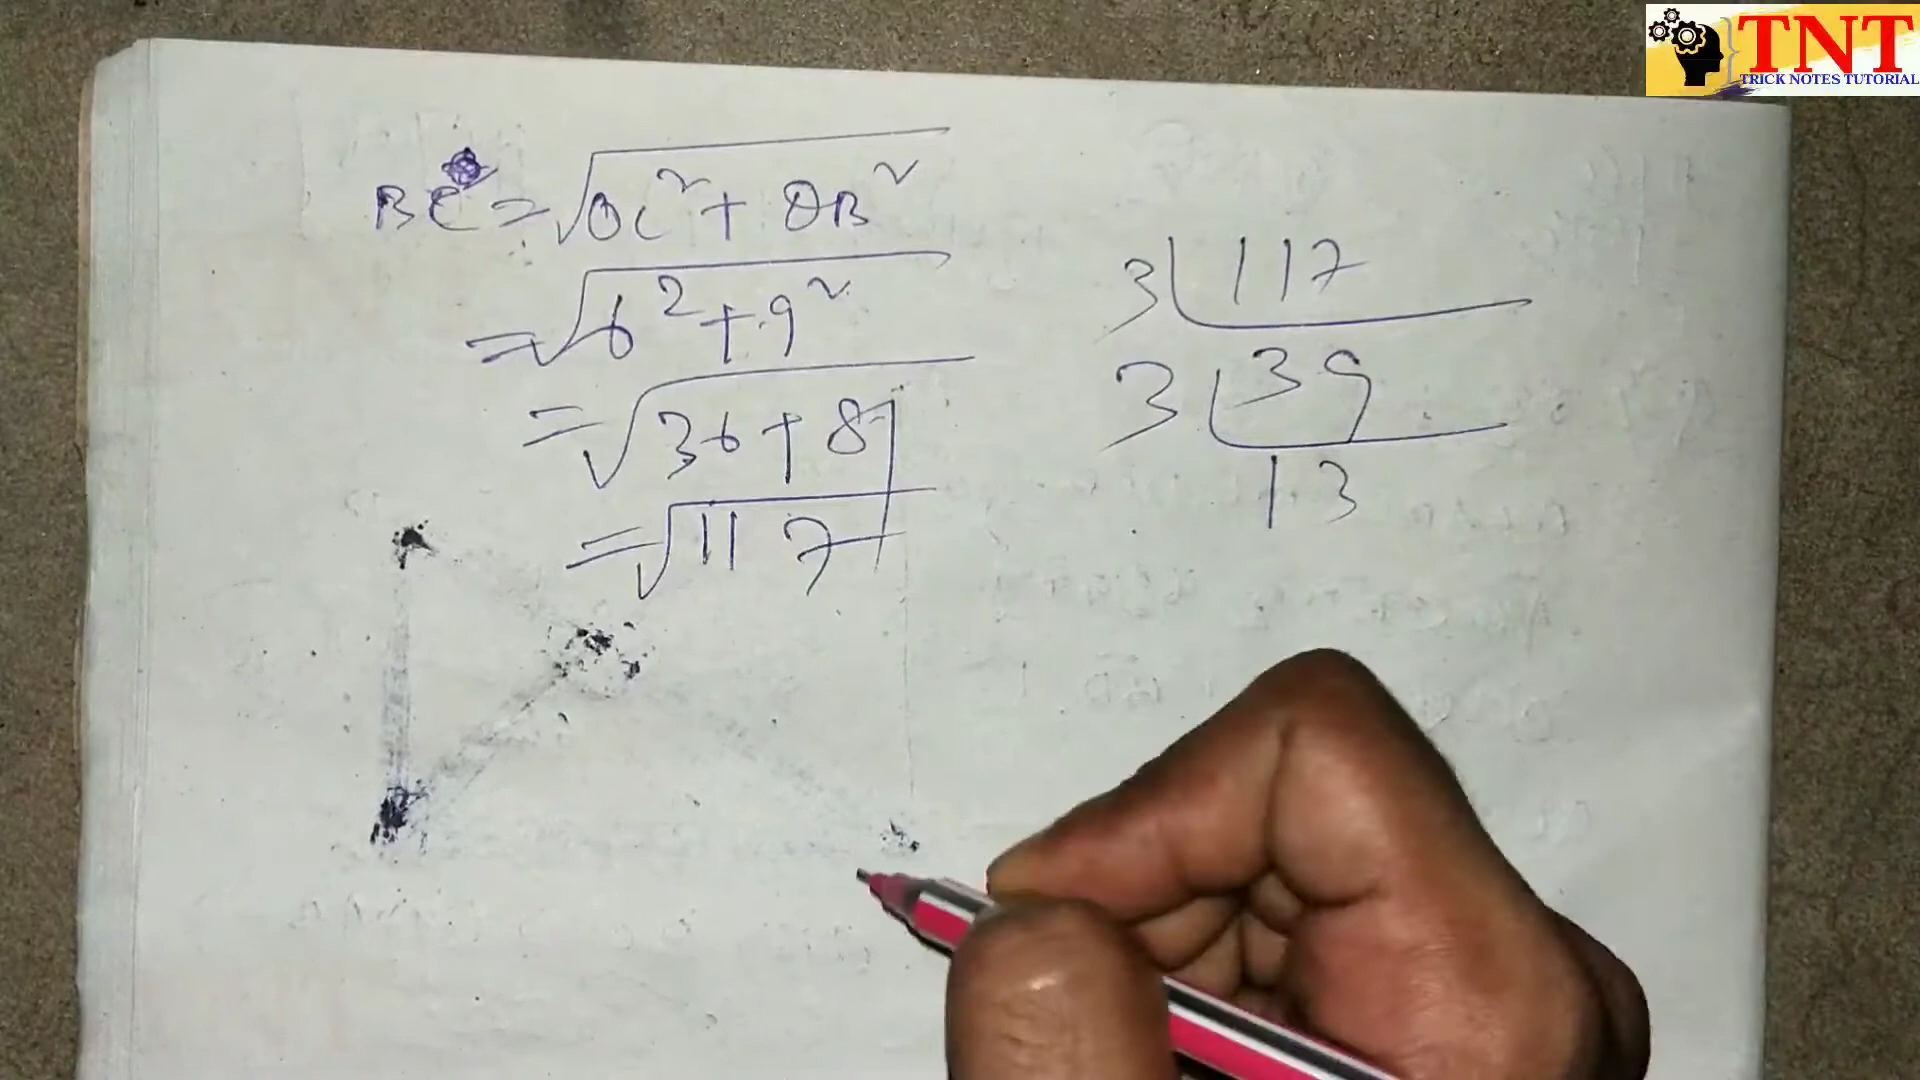 TNT
TRICK NOTES TUTORIAL
BC = √OC² + OB²
= √6² + 9²
= √36 + 81
= √117
3 | 117
3 | 39
13